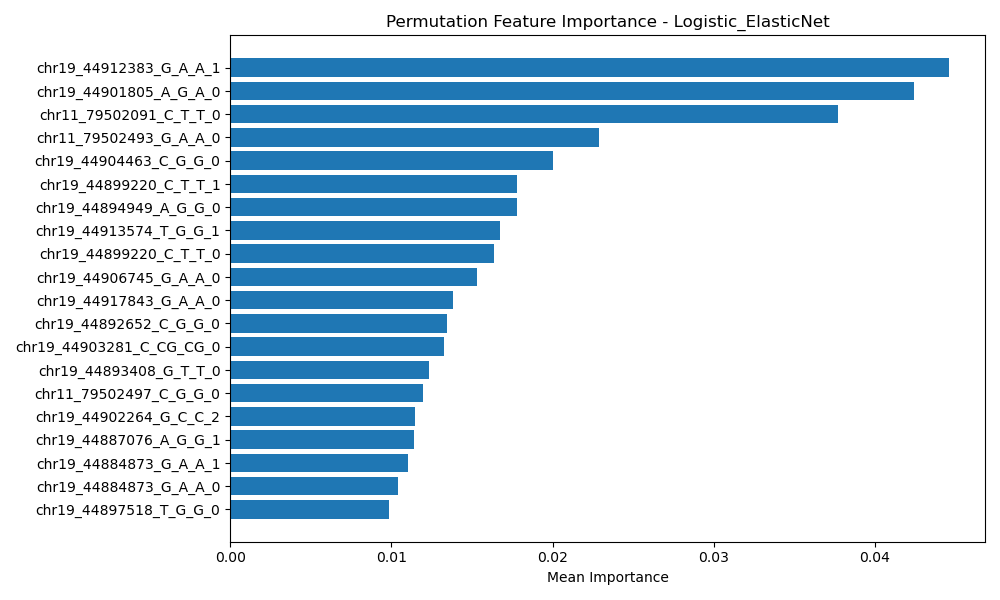 Permutation Feature Importance - Logistic_ElasticNet
chr19_44912383_G_A_A_1
chr19_44901805_A_G_A_0
chr11_79502091_C_T_T_0
chr11_79502493_G_A_A_0
chr19_44904463_C_G_G_0
chr19_44899220_C_T_T_1
chr19_44894949_A_G_G_0
chr19_44913574_T_G_G_1
chr19_44899220_C_T_T_0
chr19_44906745_G_A_A_0
chr19_44917843_G_A_A_0
chr19_44892652_C_G_G_0
chr19_44903281_C_CG_CG_0
chr19_44893408_G_T_T_0
chr11_79502497_C_G_G_0
chr19_44902264_G_C_C_2
chr19_44887076_A_G_G_1
chr19_44884873_G_A_A_1
chr19_44884873_G_A_A_0
chr19_44897518_T_G_G_0
0.00 0.01 0.02 0.03 0.04
Mean Importance